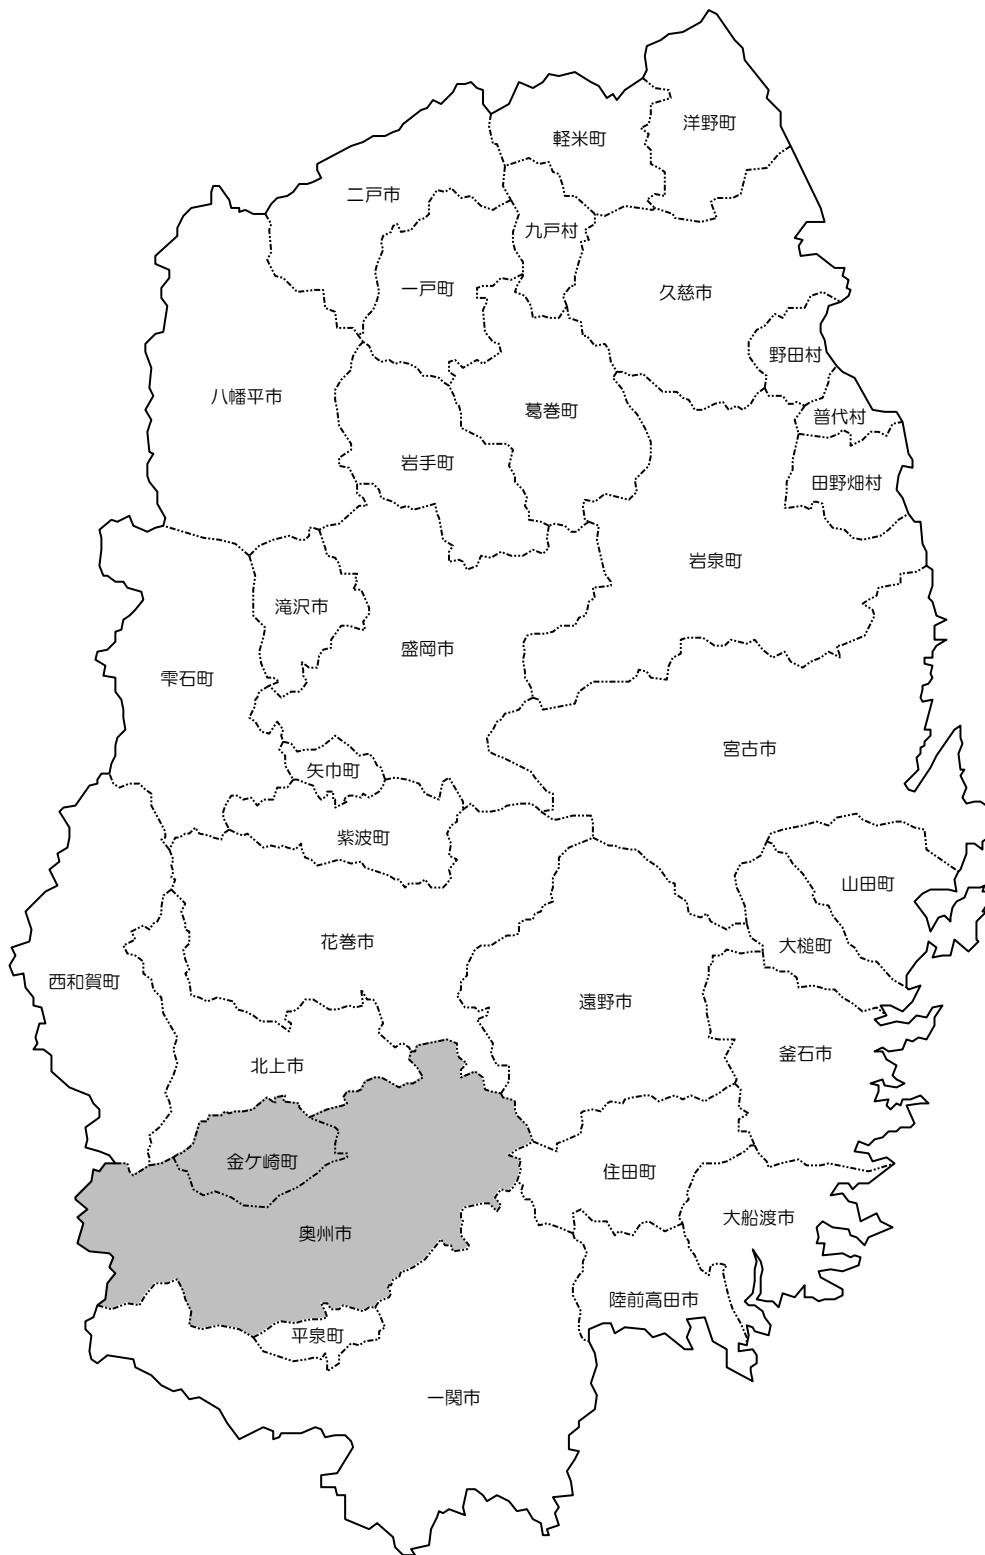 洋野町
軽米町
二戸市
九戸村
一戸町
久慈市
野田村
八幡平市
葛巻町
普代村
岩手町
田野畑村
岩泉町
滝沢市
盛岡市
雫石町
宮古市
矢巾町
紫波町
山田町
花巻市
大槌町
西和賀町
遠野市
釜石市
北上市
金ケ崎町
住田町
大船渡市
奥州市
陸前高田市
平泉町
一関市